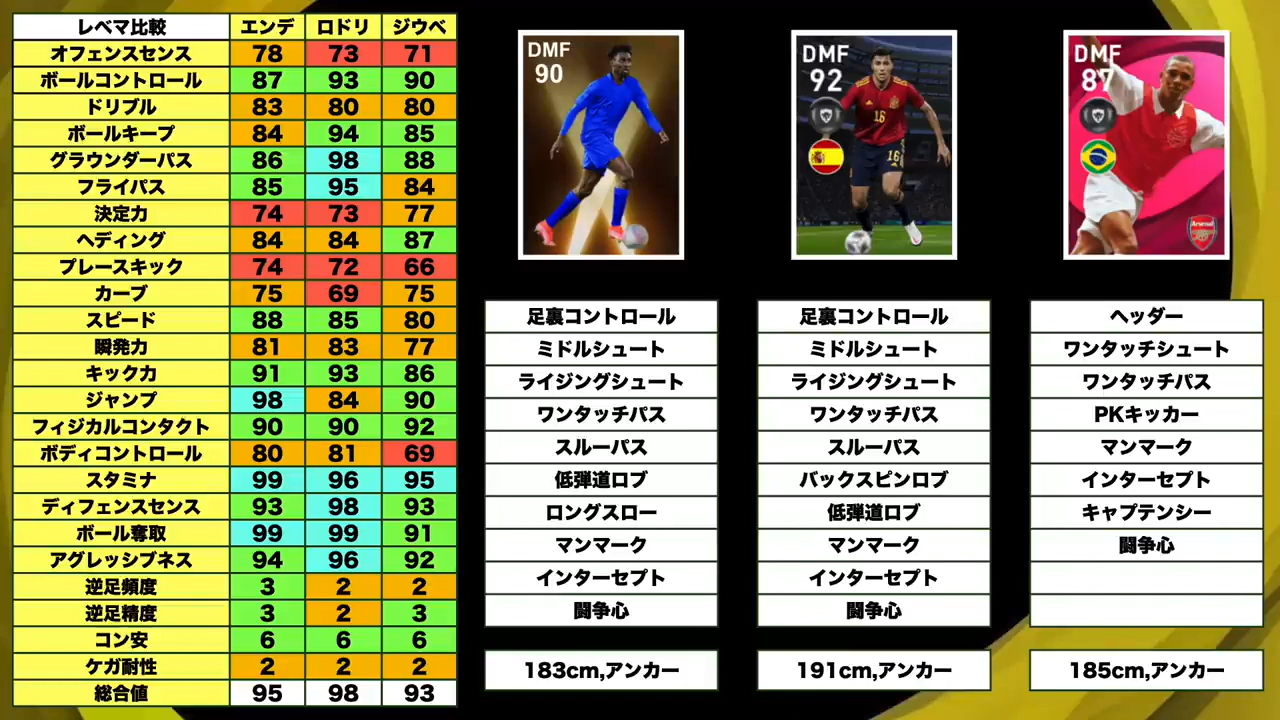 レベマ比較 エンデ ロドリ ジウベ
オフェンスセンス 78 73 71
ボールコントロール 87 93 90
ドリブル 83 80 80
ボールキープ 84 94 85
グラウンダーパス 86 98 88
フライパス 85 95 84
決定力 74 73 77
ヘディング 84 84 87
プレースキック 74 72 66
カーブ 75 69 75
スピード 88 85 80
瞬発力 81 83 77
キック力 91 93 86
ジャンプ 98 84 90
フィジカルコンタクト 90 90 92
ボディコントロール 80 81 69
スタミナ 99 96 95
ディフェンスセンス 93 98 93
ボール奪取 99 99 91
アグレッシブネス 94 96 92
逆足頻度 3 2 2
逆足精度 3 2 3
コン安 6 6 6
ケガ耐性 2 2 2
総合値 95 98 93
DMF
90
足裏コントロール
ミドルシュート
ライジングシュート
ワンタッチパス
スルーパス
低弾道ロブ
ロングスロー
マンマーク
インターセプト
闘争心
183cm,アンカー
DMF
92
16
16
足裏コントロール
ミドルシュート
ライジングシュート
ワンタッチパス
スルーパス
バックスピンロブ
低弾道ロブ
マンマーク
インターセプト
闘争心
191cm,アンカー
DMF
87
Arsenal
ヘッダー
ワンタッチシュート
ワンタッチパス
PKキッカー
マンマーク
インターセプト
キャプテンシー
闘争心
185cm,アンカー